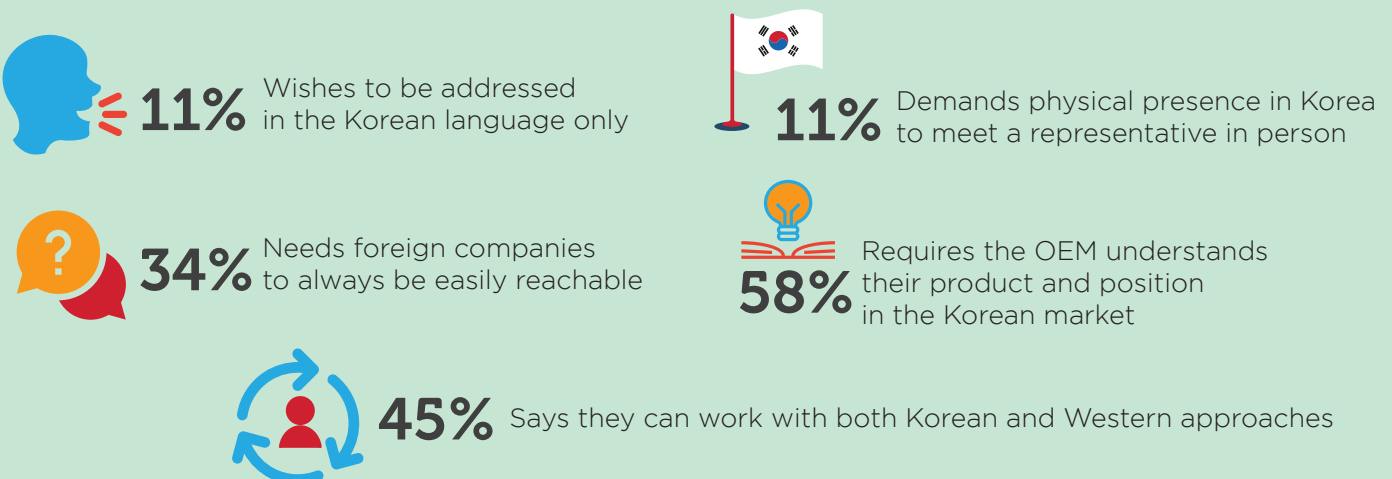 11%
Wishes to be addressed
in the Korean language only
11%
Demands physical presence in Korea
to meet a representative in person
?
34%
Needs foreign companies
to always be easily reachable
58%
Requires the OEM understands
their product and position
in the Korean market
45%
Says they can work with both Korean and Western approaches